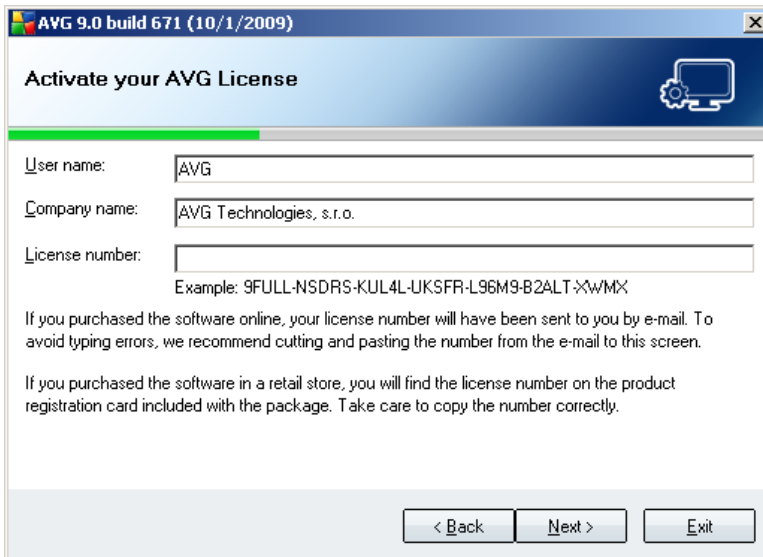 AVG 9.0 build 671 (10/1/2009)
Activate your AVG License
User name:
AVG
Company name:
AVG Technologies, s.r.o.
License number:
Example: 9FULL-NSDRS-KUL4L-UKSFR-L96M9-B2ALT-XWMX
If you purchased the software online, your license number will have been sent to you by e-mail. To
avoid typing errors, we recommend cutting and pasting the number from the e-mail to this screen.
If you purchased the software in a retail store, you will find the license number on the product
registration card included with the package. Take care to copy the number correctly.
< Back
Next >
Exit